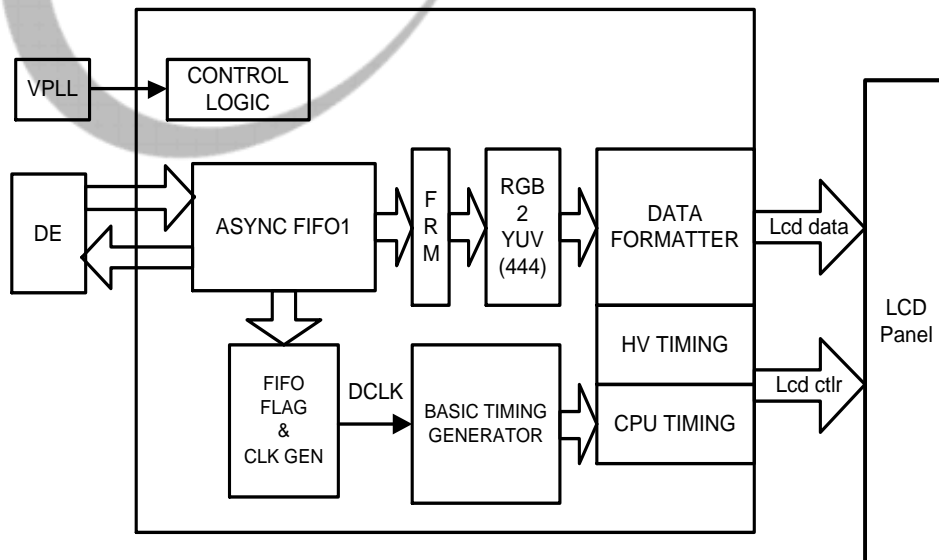 VPLL
CONTROL
LOGIC
DE
ASYNC FIFO1
F
R
M
RGB
2
YUV
(444)
DATA
FORMATTER
Lcd data
LCD
Panel
HV TIMING
Lcd ctlr
CPU TIMING
FIFO
FLAG
&
CLK GEN
DCLK
BASIC TIMING
GENERATOR